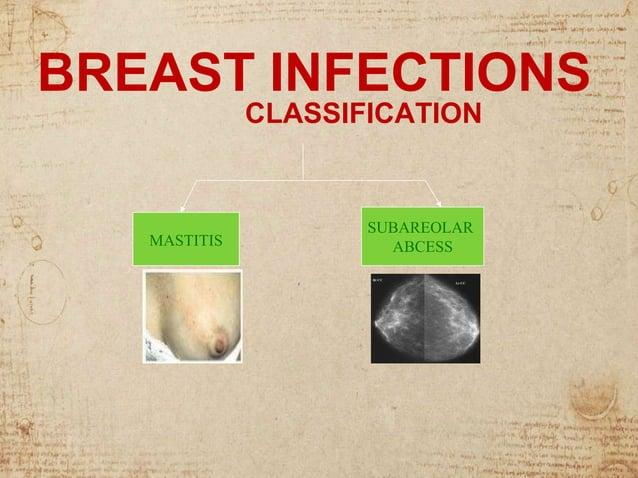 BREAST INFECTIONS
CLASSIFICATION
MASTITIS
SUBAREOLAR
ABCESS